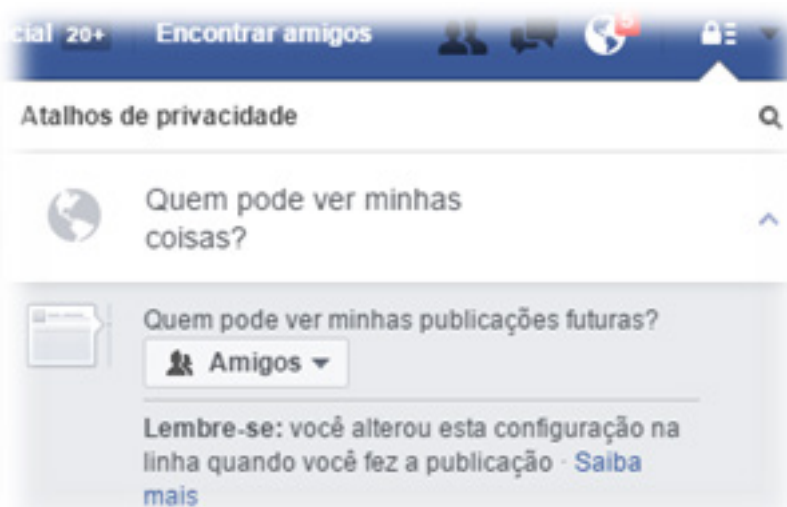 cial 20+ Encontrar amigos 5
Atalhos de privacidade
Quem pode ver minhas
coisas?
Quem pode ver minhas publicações futuras?
Amigos
Lembre-se: você alterou esta configuração na
linha quando você fez a publicação · Saiba
mais